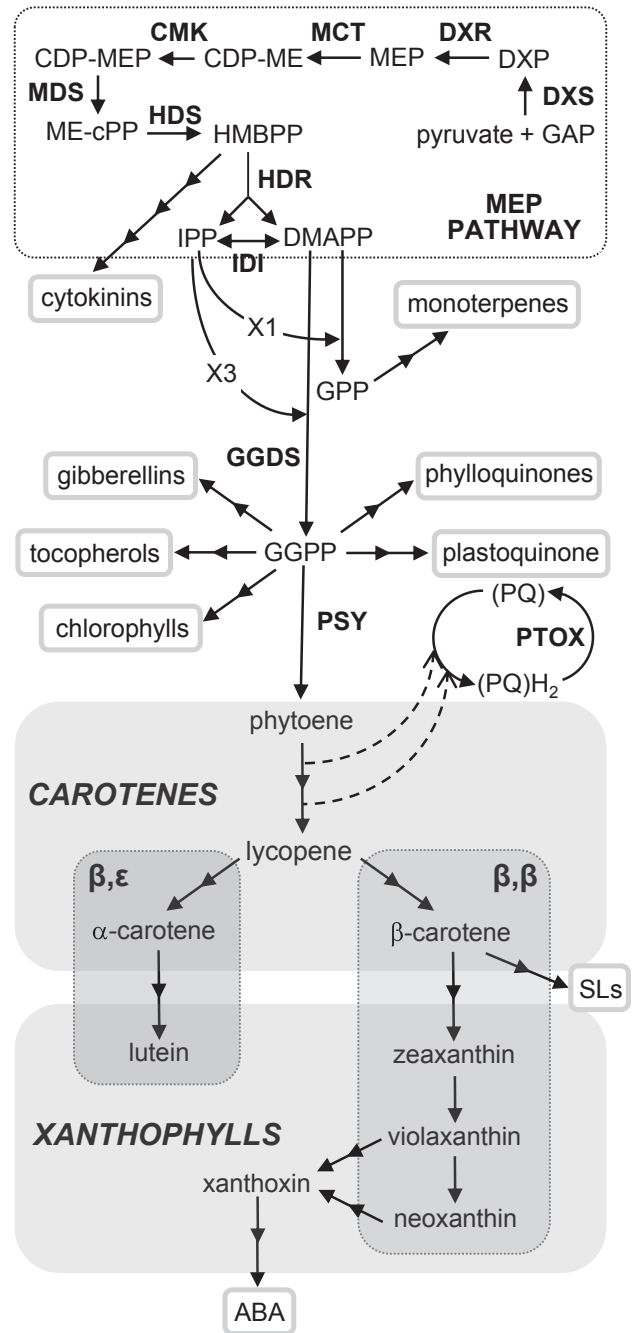 CMK MCT DXR
CDP-MEP CDP-ME MEP DXP
MDS HDS DXS
ME-cPP HMBPP pyruvate + GAP
HDR
MEP
PATHWAY
IPP DMAPP
IDI
cytokinins
monoterpenes
X1
X3
GPP
GGDS
gibberellins phylloquinones
tocopherols GGPP plastoquinone
chlorophylls
PSY
(PQ)
PTOX
(PQ)H2
phytoene
CAROTENES
lycopene
β,ε β,β
α-carotene β-carotene
SLs
lutein zeaxanthin
XANTHOPHYLLS
violaxanthin
xanthoxin
neoxanthin
ABA